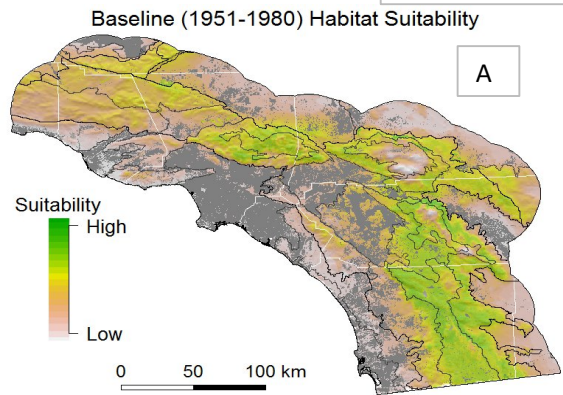 Baseline (1951-1980) Habitat Suitability
A
Suitability
High
Low
0 50 100 km